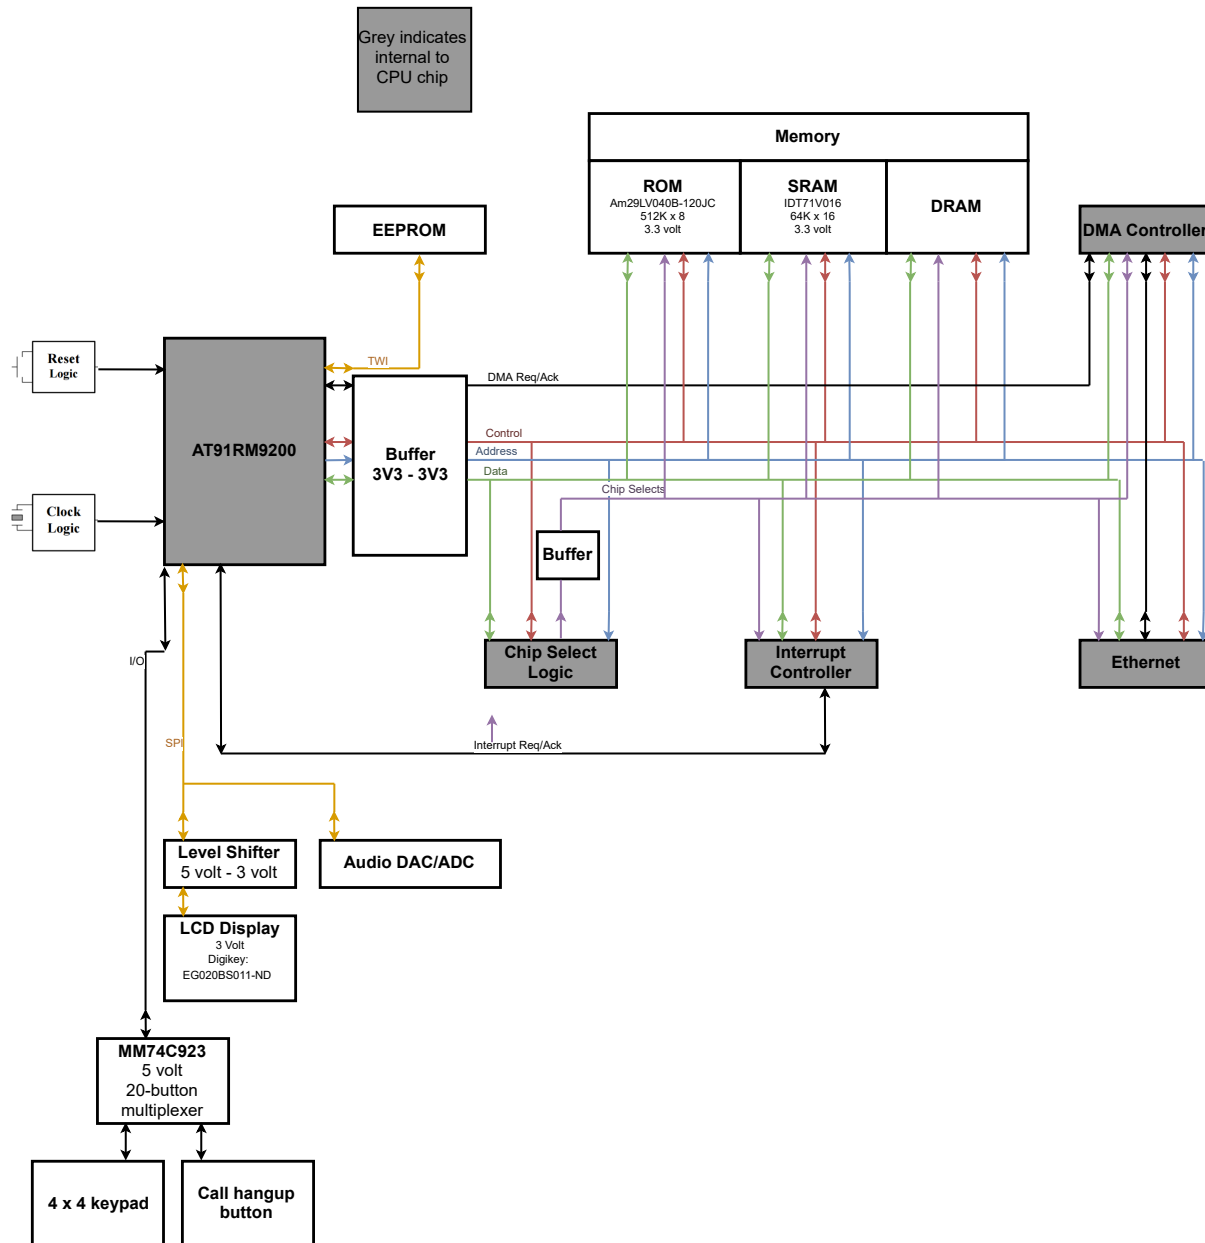 Grey indicates
internal to
CPU chip
Memory
ROM
Am29LV040B-120JC
512K x 8
3.3 volt
SRAM
IDT71V016
64K x 16
3.3 volt
DRAM
EEPROM
DMA Controller
Reset
Logic
TWI
DMA Req/Ack
AT91RM9200
Buffer
3V3 - 3V3
Control
Address
Data
Chip Selects
Clock
Logic
Buffer
I/O
Chip Select
Logic
Interrupt
Controller
Ethernet
SPI
Interrupt Req/Ack
Level Shifter
5 volt - 3 volt
Audio DAC/ADC
LCD Display
3 Volt
Digikey:
EG020BS011-ND
MM74C923
5 volt
20-button
multiplexer
4 x 4 keypad
Call hangup
button